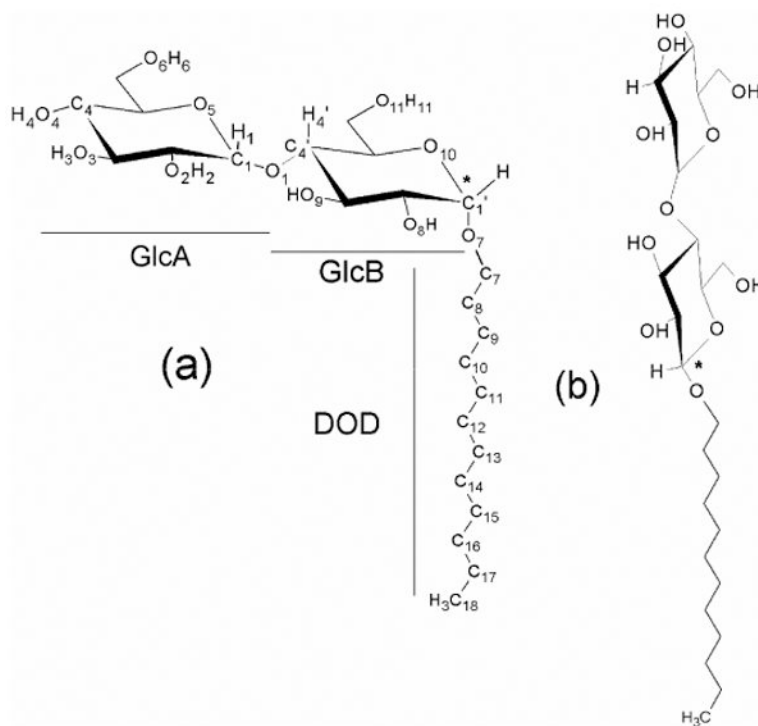 O6H6
H4O4
C4
O5
H3O3
O2H2
H1
C1
O1
GlcA
H4'
C4'
O11H11
O10
HO9
O8H
*
H
C1'
O7
GlcB
C7
C8
C9
C10
C11
C12
C13
C14
C15
C16
C17
H3C18
DOD
(a)
HO
OH
OH
H
OH
O
OH
O
HO
OH
OH
O
H
*
O
H3C
(b)